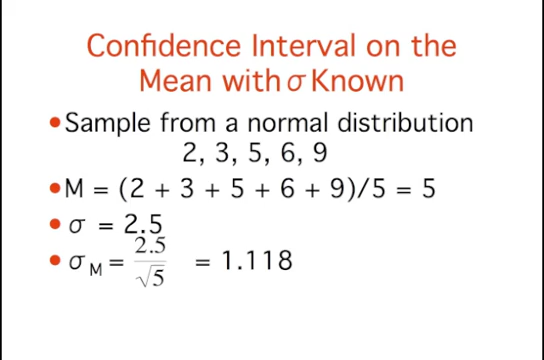 Confidence Interval on the
Mean with σ Known
•Sample from a normal distribution
2, 3, 5, 6, 9
•M = (2 + 3 + 5 + 6 + 9)/5 = 5
• σ = 2.5
• σM = 2.5/√5 = 1.118